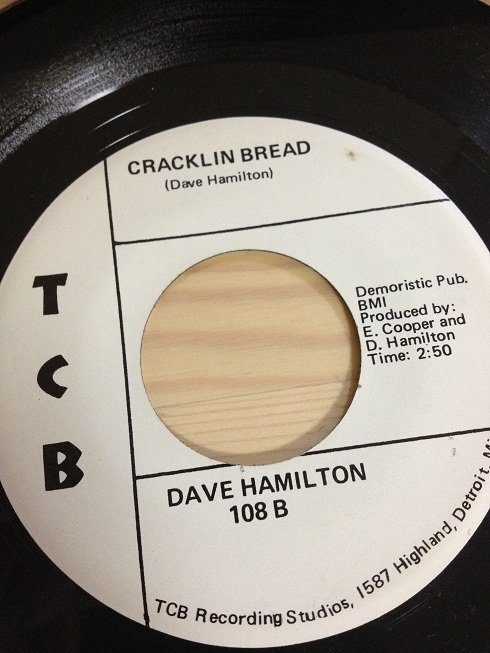 CRACKLIN BREAD
(Dave Hamilton)
T
C
B
Demoristic Pub.
BMI
Produced by:
E. Cooper and
D. Hamilton
Time: 2:50
DAVE HAMILTON
108 B
TCB Recording Studios, 1587 Highland, Detroit, Mi